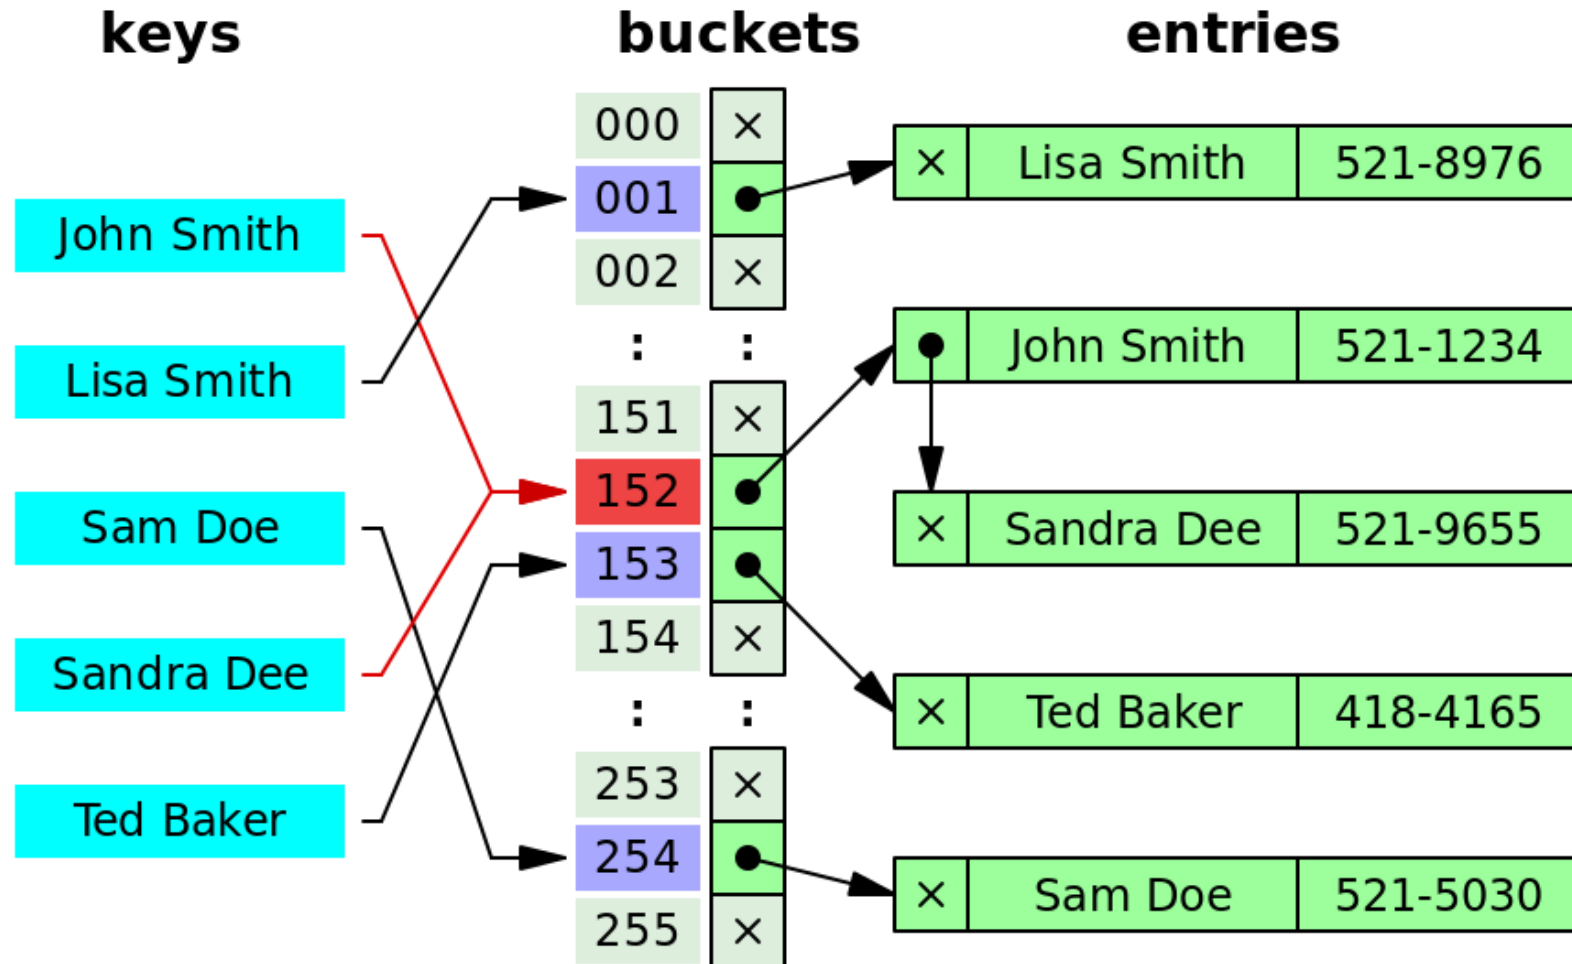 keys
buckets
entries
John Smith
Lisa Smith
Sam Doe
Sandra Dee
Ted Baker
000
001
002
:
151
152
153
154
:
253
254
255
×
×
:
×
×
:
×
×
× Lisa Smith 521-8976
John Smith 521-1234
× Sandra Dee 521-9655
× Ted Baker 418-4165
× Sam Doe 521-5030